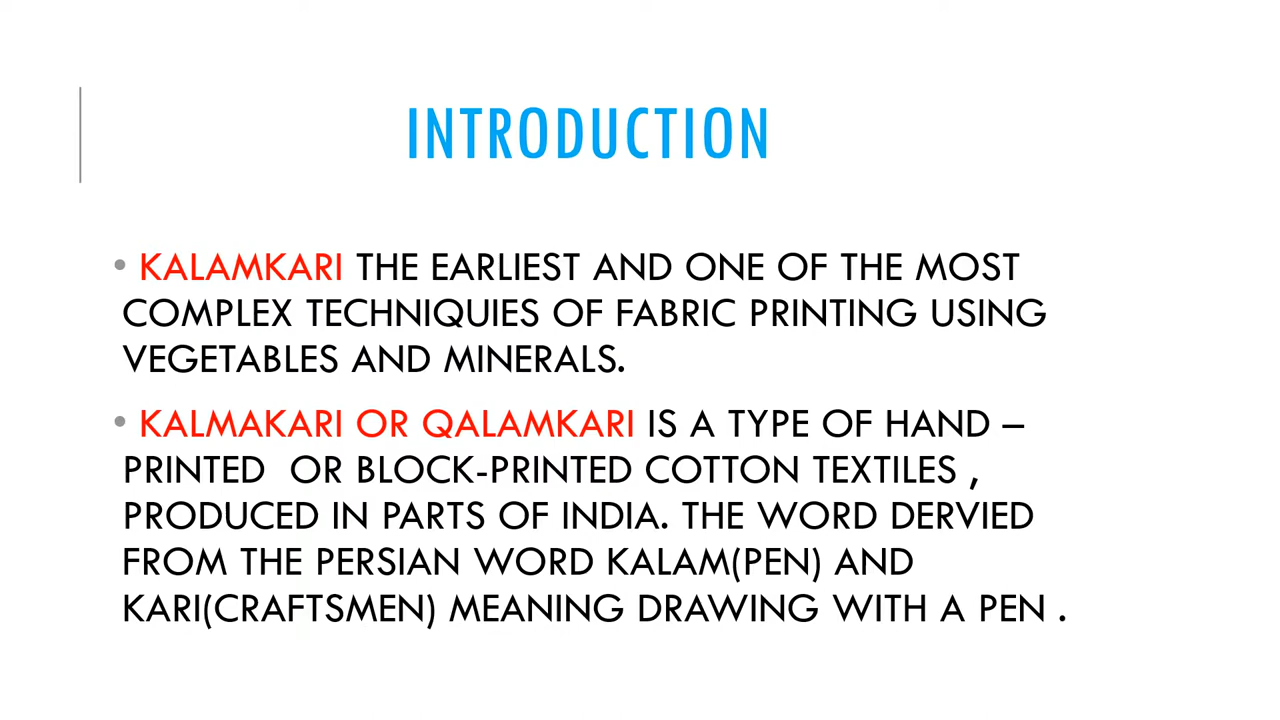 INTRODUCTION
• KALAMKARI THE EARLIEST AND ONE OF THE MOST
COMPLEX TECHNIQUIES OF FABRIC PRINTING USING
VEGETABLES AND MINERALS.
• KALMAKARI OR QALAMKARI IS A TYPE OF HAND –
PRINTED OR BLOCK-PRINTED COTTON TEXTILES ,
PRODUCED IN PARTS OF INDIA. THE WORD DERVIED
FROM THE PERSIAN WORD KALAM(PEN) AND
KARI(CRAFTSMEN) MEANING DRAWING WITH A PEN .